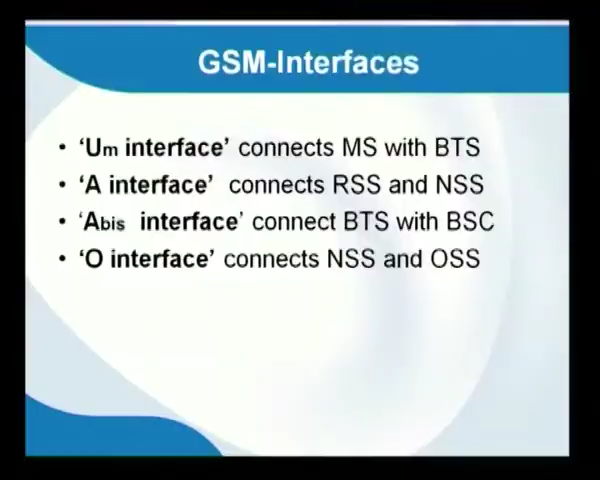 GSM-Interfaces
• ‘Um interface’ connects MS with BTS
• ‘A interface’ connects RSS and NSS
• ‘Abis interface’ connect BTS with BSC
• ‘O interface’ connects NSS and OSS